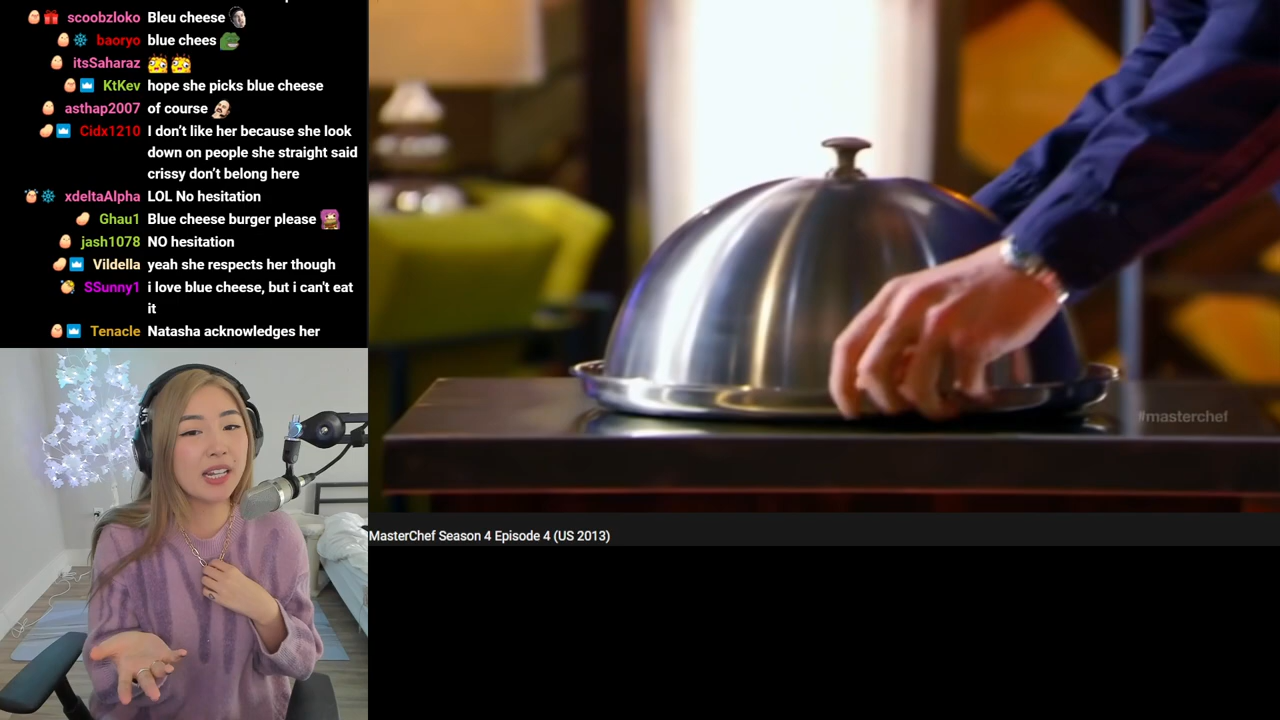 scoobzloko Bleu cheese
baoryo blue chees
itsSaharaz
KtKev hope she picks blue cheese
asthap2007 of course
Cidx1210 I don’t like her because she look
down on people she straight said
crissy don’t belong here
xdeltaAlpha LOL No hesitation
Ghau1 Blue cheese burger please
jash1078 NO hesitation
Vildella yeah she respects her though
SSunny1 i love blue cheese, but i can't eat
it
Tenacle Natasha acknowledges her
#masterchef
MasterChef Season 4 Episode 4 (US 2013)